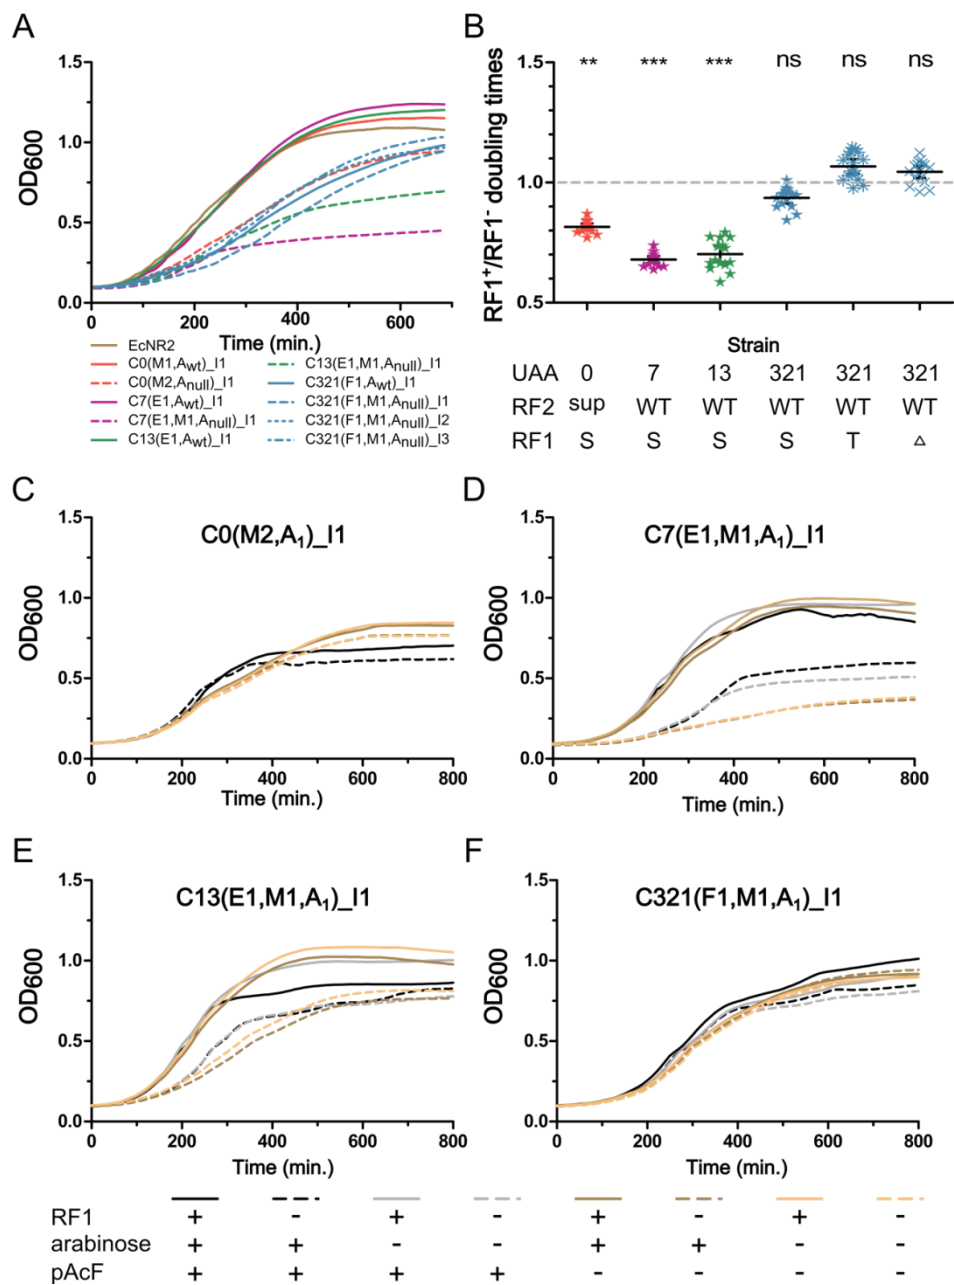 A
1.5
1.0
0.5
0.0
OD600
0 200 400 600
Time (min.)
EcNR2
C0(M1,Awt)_I1
C0(M2,Anull)_I1
C7(E1,Awt)_I1
C7(E1,M1,Anull)_I1
C13(E1,Awt)_I1
C13(E1,M1,Anull)_I1
C321(F1,Awt)_I1
C321(F1,M1,Anull)_I1
C321(F1,M1,Anull)_I2
C321(F1,M1,Anull)_I3
B
RF1⁺/RF1⁻ doubling times
1.5
1.0
0.5
** *** *** ns ns ns
Strain
UAA 0 7 13 321 321 321
RF2 sup WT WT WT WT WT
RF1 S S S S T Δ
C
C0(M2,A₁)_I1
1.5
1.0
0.5
0.0
OD600
0 200 400 600 800
Time (min.)
D
C7(E1,M1,A₁)_I1
1.5
1.0
0.5
0.0
OD600
0 200 400 600 800
Time (min.)
E
C13(E1,M1,A₁)_I1
1.5
1.0
0.5
0.0
OD600
0 200 400 600 800
Time (min.)
F
C321(F1,M1,A₁)_I1
1.5
1.0
0.5
0.0
OD600
0 200 400 600 800
Time (min.)
RF1 + - + - + - + -
arabinose + + - - + + - -
pAcF + + + + - - - -